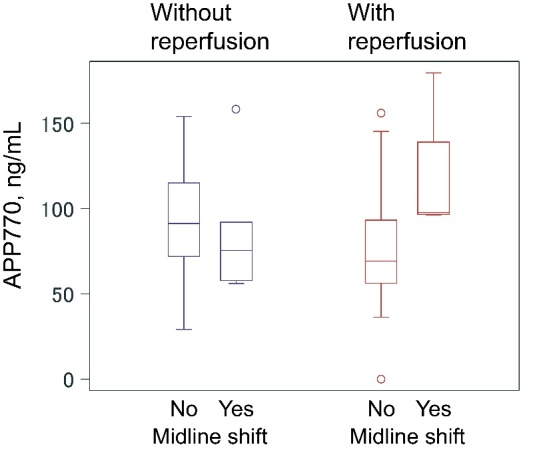 Without
reperfusion
With
reperfusion
APP770, ng/mL
150
100
50
0
No Yes
Midline shift
No Yes
Midline shift